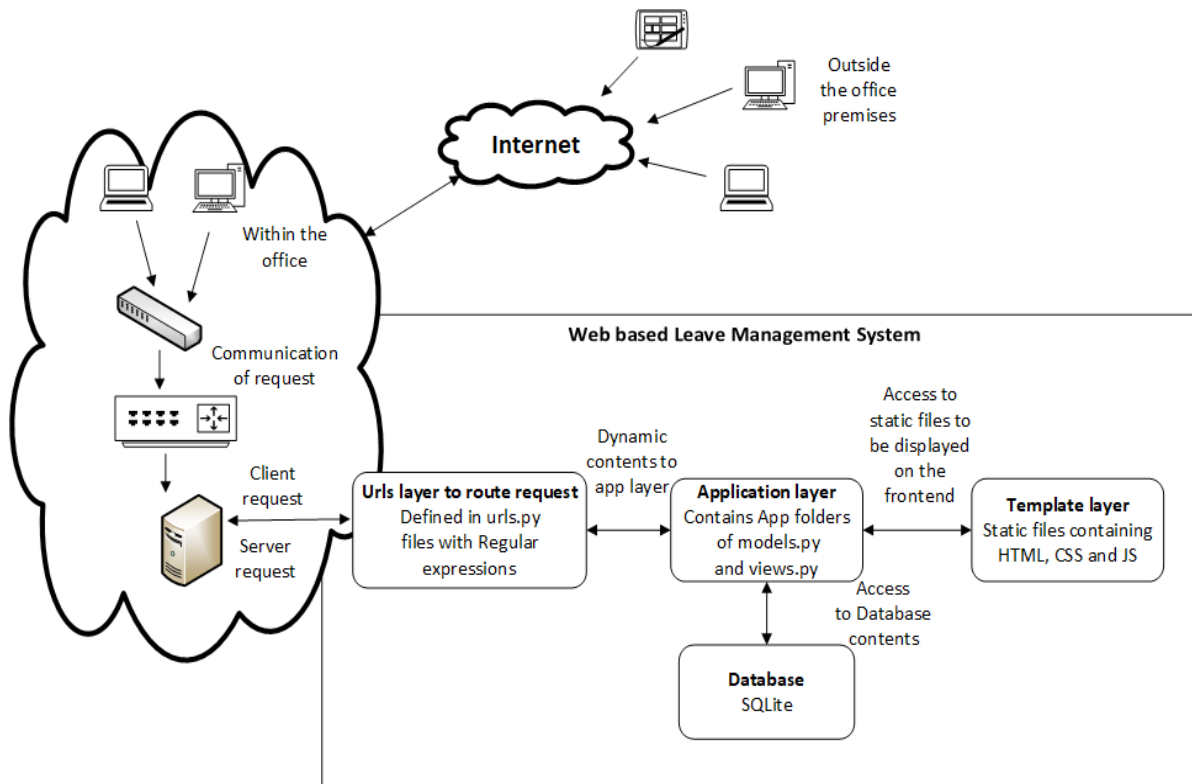 Outside
the office
premises
Internet
Within the
office
Communication
of request
Web based Leave Management System
Client
request
Server
request
Urls layer to route request
Defined in urls.py
files with Regular
expressions
Dynamic
contents to
app layer
Application layer
Contains App folders
of models.py
and views.py
Access to
static files to
be displayed
on the
frontend
Template layer
Static files containing
HTML, CSS and JS
Access
to Database
contents
Database
SQLite